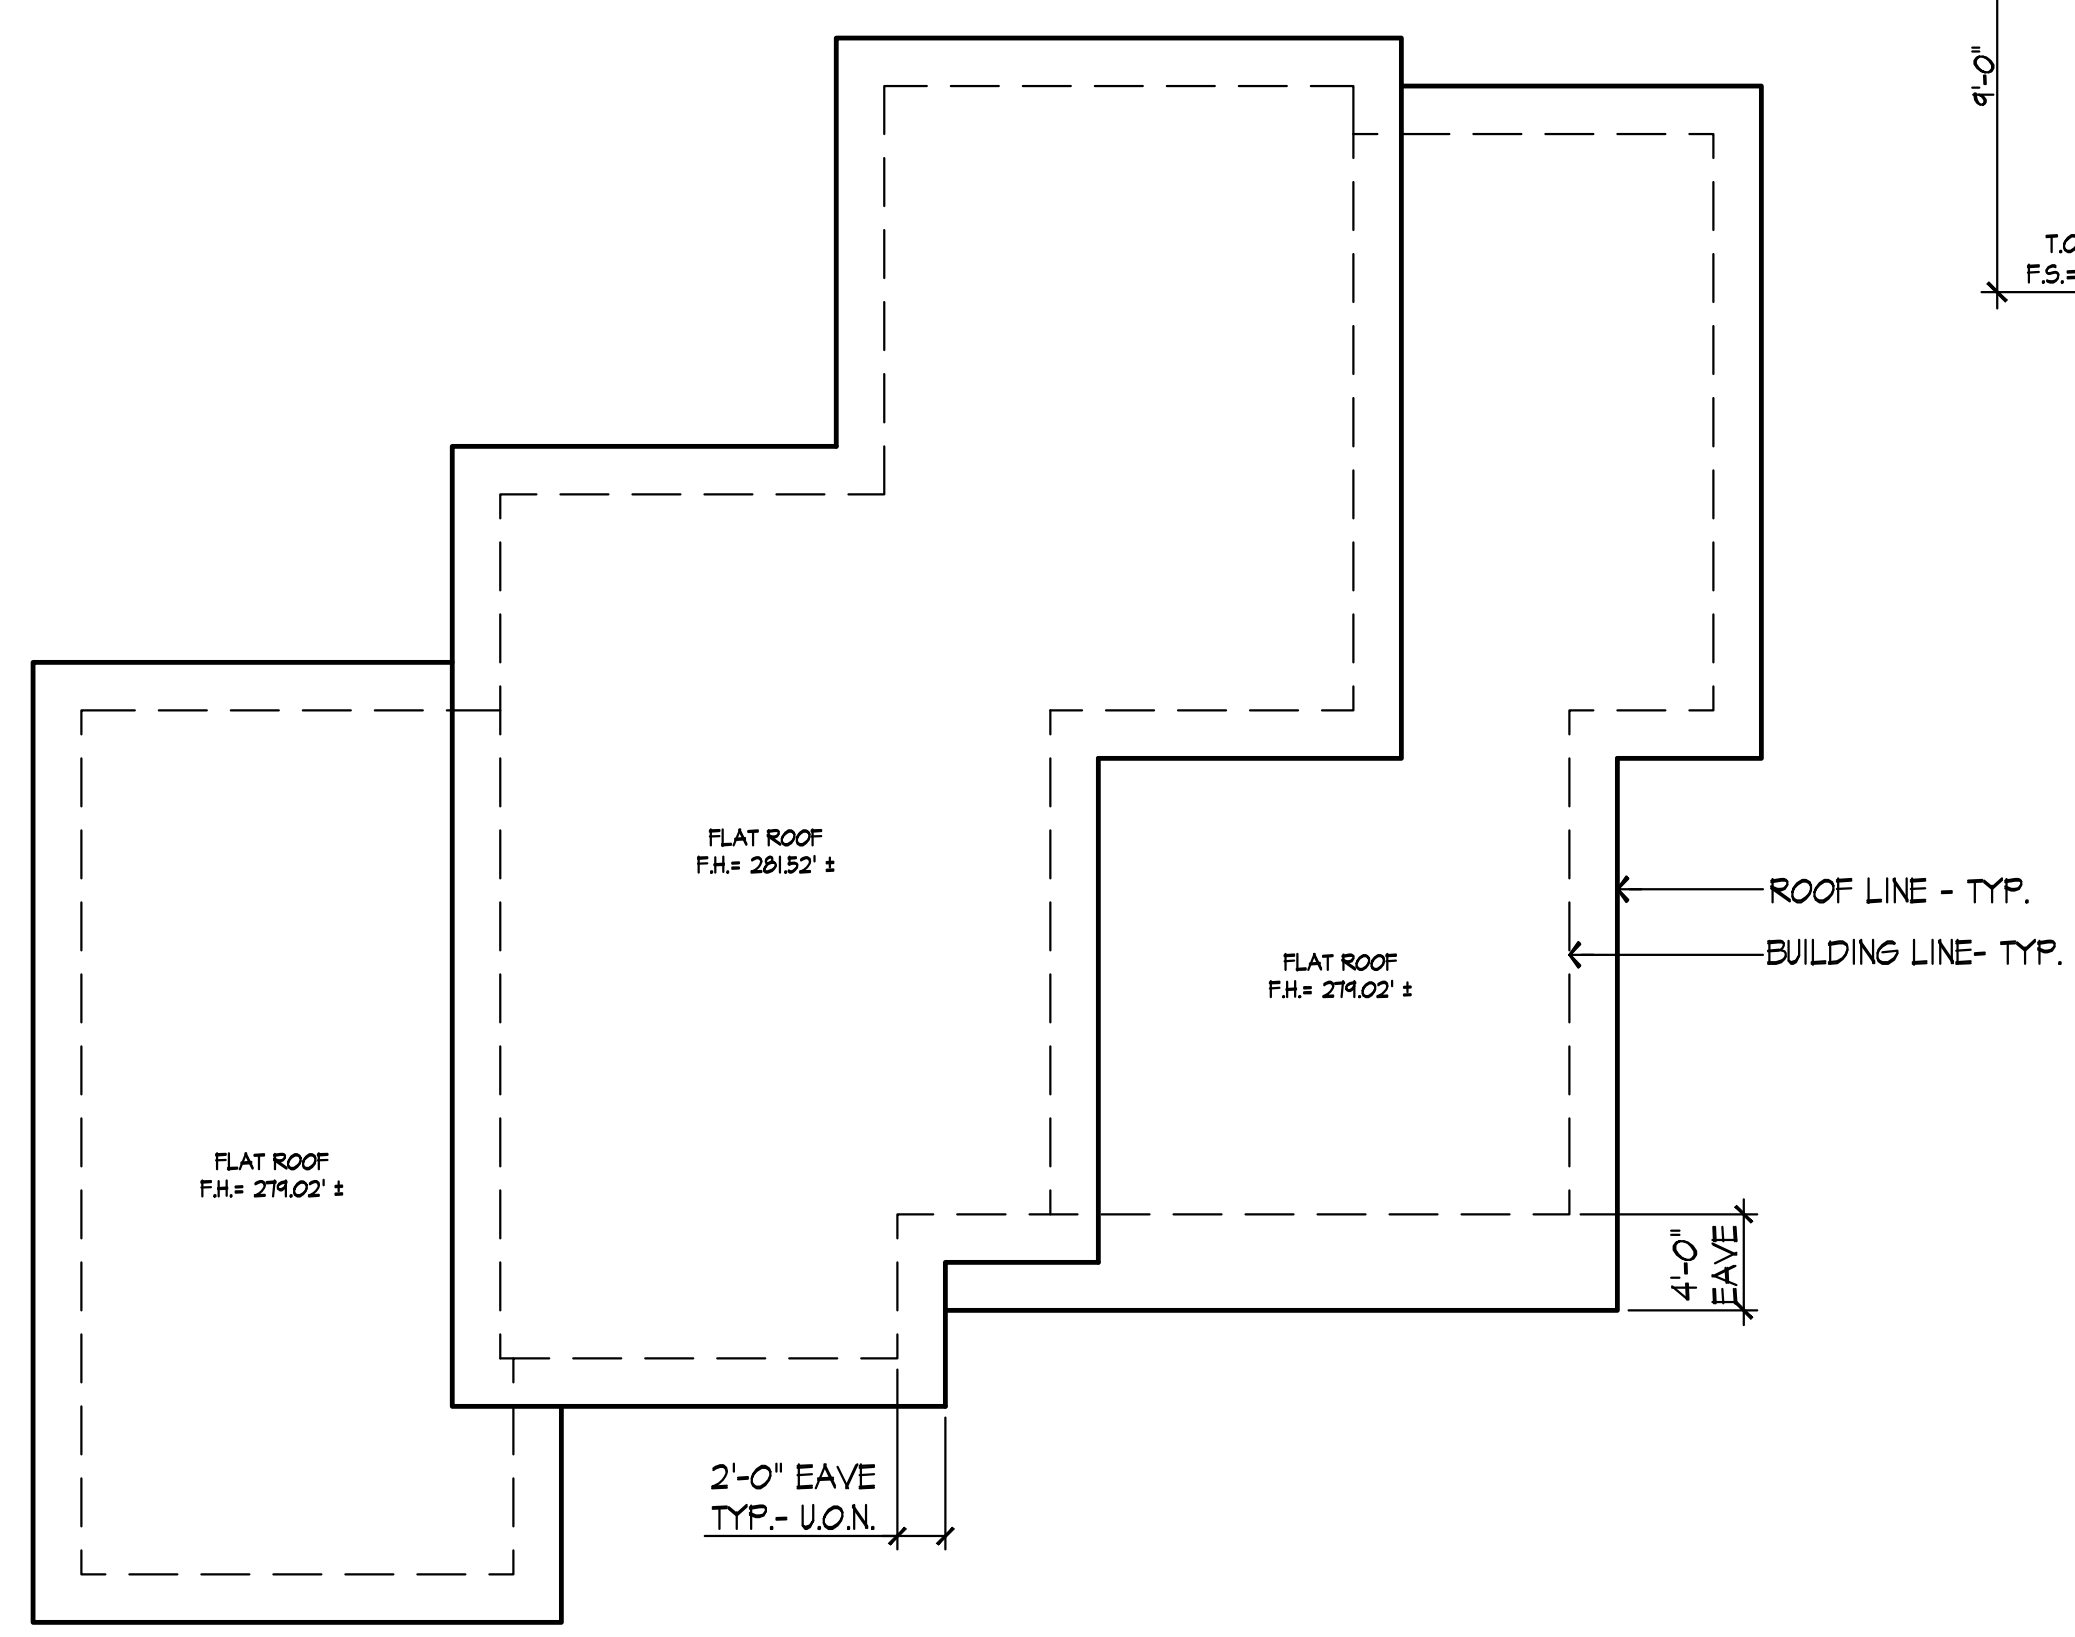 9'-0"
T.O
F.S.=
FLAT ROOF
F.H.= 281.52' ±
ROOF LINE - TYP.
BUILDING LINE- TYP.
FLAT ROOF
F.H.= 279.02' ±
FLAT ROOF
F.H.= 279.02' ±
4'-0"
EAVE
2'-0" EAVE
TYP.- U.O.N.